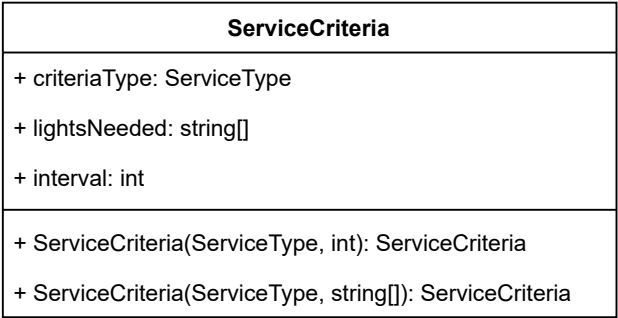 ServiceCriteria
+ criteriaType: ServiceType
+ lightsNeeded: string[]
+ interval: int
+ ServiceCriteria(ServiceType, int): ServiceCriteria
+ ServiceCriteria(ServiceType, string[]): ServiceCriteria